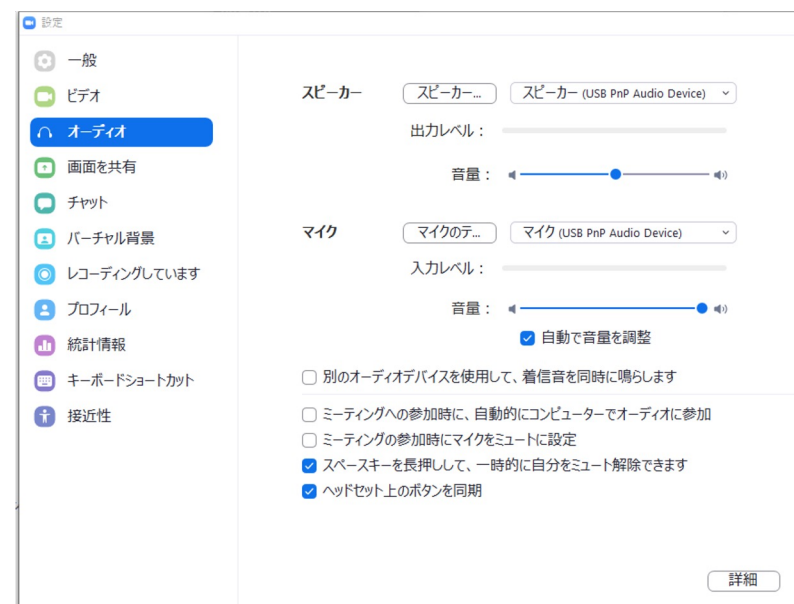 設定
一般
ビデオ
オーディオ
画面を共有
チャット
バーチャル背景
レコーディングしています
プロフィール
統計情報
キーボードショートカット
接近性
スピーカー スピーカー... スピーカー (USB PnP Audio Device)
出力レベル：
音量：
マイク マイクのテ... マイク (USB PnP Audio Device)
入力レベル：
音量：
自動で音量を調整
別のオーディオデバイスを使用して、着信音を同時に鳴らします
ミーティングへの参加時に、自動的にコンピューターでオーディオに参加
ミーティングの参加時にマイクをミュートに設定
スペースキーを長押しして、一時的に自分をミュート解除できます
ヘッドセット上のボタンを同期
詳細